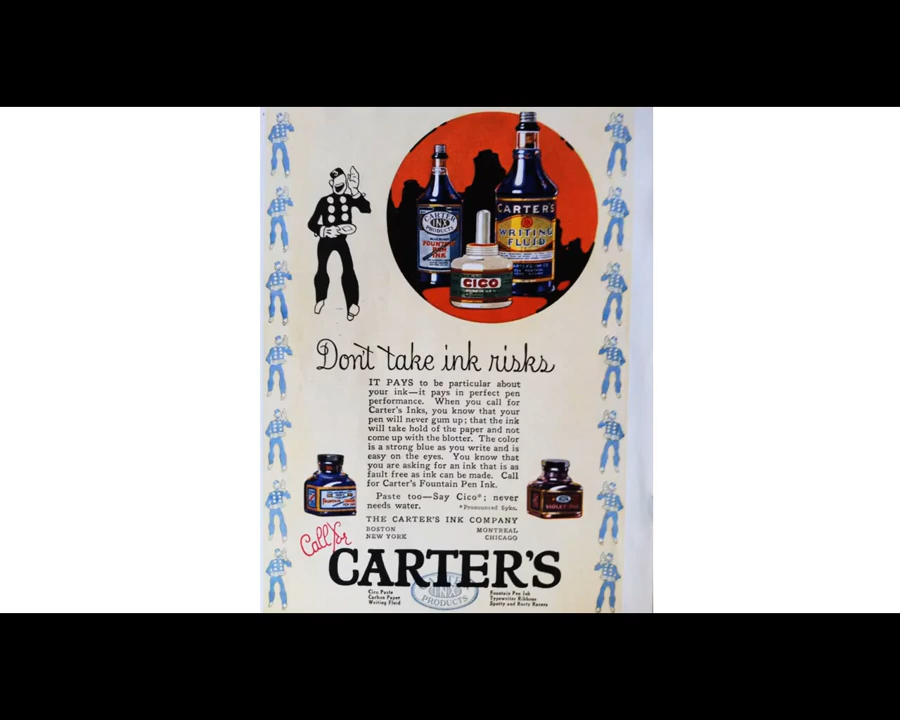 CARTER
INX
PRODUCTS
FOUNTAIN
PEN
INK
CARTER'S
WRITING
FLUID
CICO
Don't take ink risks
IT PAYS to be particular about
your ink—it pays in perfect pen
performance. When you call for
Carter's Inks, you know that your
pen will never gum up; that the ink
will take hold of the paper and not
come up with the blotter. The color
is a strong blue as you write and is
easy on the eyes. You know that
you are asking for an ink that is as
fault free as ink can be made. Call
for Carter's Fountain Pen Ink.
Paste too—Say Cico*; never
needs water. *Pronounced Syko.
VIOLET
THE CARTER'S INK COMPANY
BOSTON MONTREAL
NEW YORK CHICAGO
Call for
CARTER'S
CARTER
INX
PRODUCTS
Cico Paste Fountain Pen Ink
Carbon Paper Typewriter Ribbons
Writing Fluid Spotty and Rusty Racers